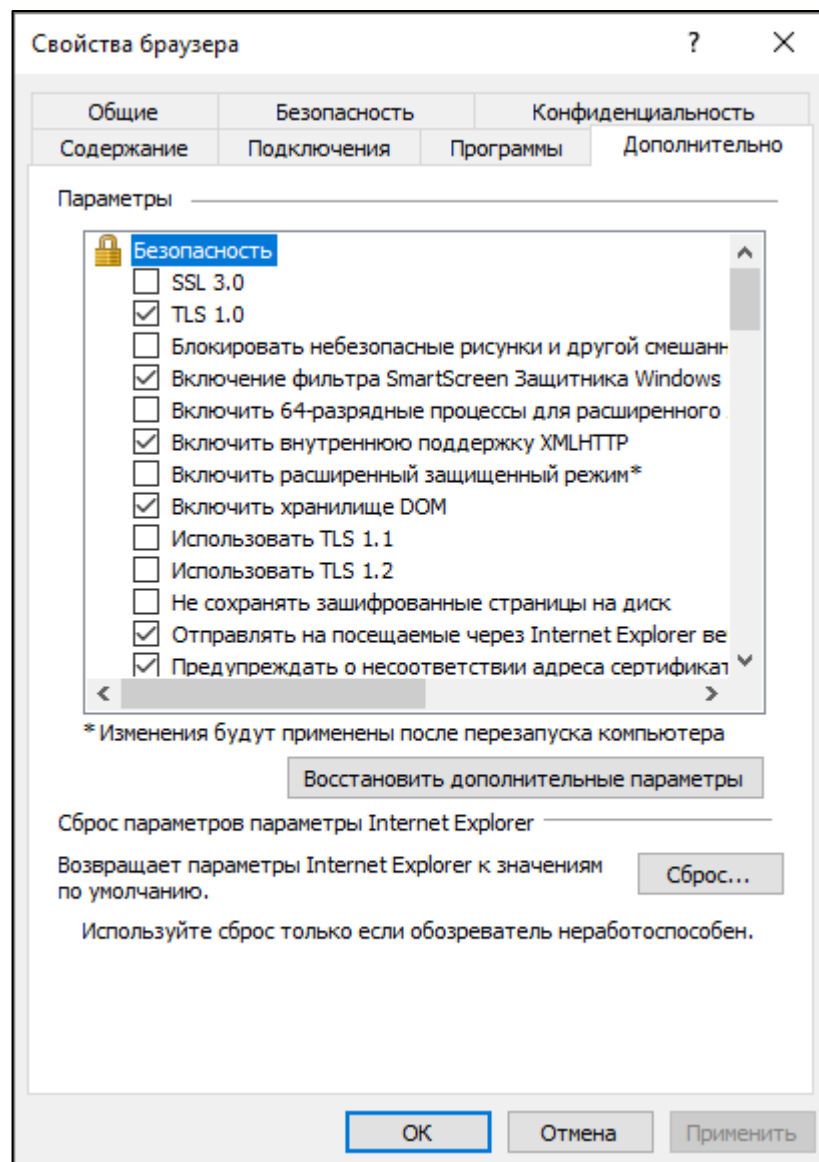 Свойства браузера
?
Общие Безопасность Конфиденциальность
Содержание Подключения Программы Дополнительно
Параметры
Безопасность
SSL 3.0
TLS 1.0
Блокировать небезопасные рисунки и другой смешанн
Включение фильтра SmartScreen Защитника Windows
Включить 64-разрядные процессы для расширенного
Включить внутреннюю поддержку XMLHTTP
Включить расширенный защищенный режим*
Включить хранилище DOM
Использовать TLS 1.1
Использовать TLS 1.2
Не сохранять зашифрованные страницы на диск
Отправлять на посещаемые через Internet Explorer ве
Предупреждать о несоответствии адреса сертификат
*Изменения будут применены после перезапуска компьютера
Восстановить дополнительные параметры
Сброс параметров параметры Internet Explorer
Возвращает параметры Internet Explorer к значениям
по умолчанию.
Сброс...
Используйте сброс только если обозреватель неработоспособен.
ОК Отмена Применить